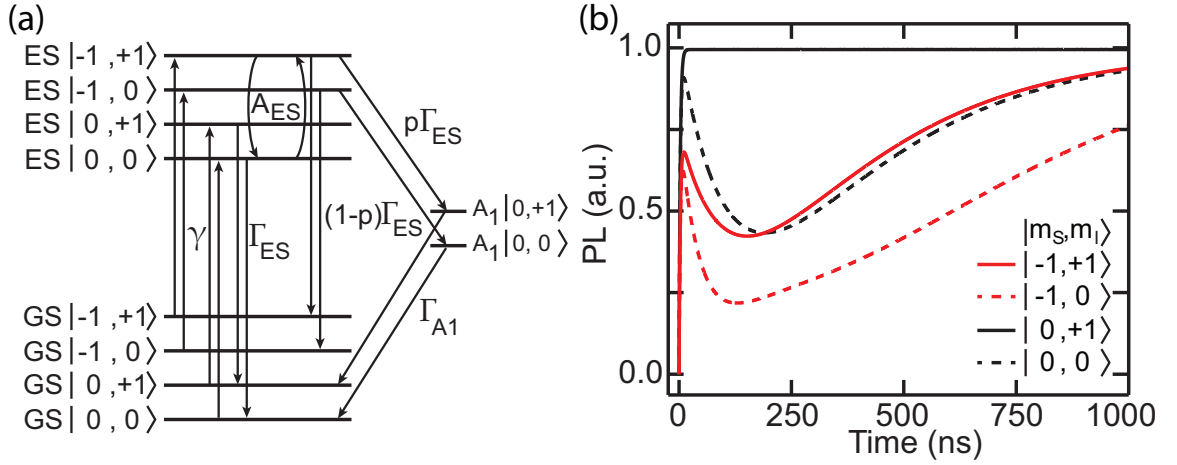 (a)
ES |-1 ,+1⟩
ES |-1 , 0⟩
ES | 0 ,+1⟩
ES | 0 , 0⟩
A_ES
pΓ_ES
(1-p)Γ_ES
A₁|0,+1⟩
A₁|0, 0⟩
γ
Γ_ES
Γ_A1
GS |-1 ,+1⟩
GS |-1 , 0⟩
GS | 0 ,+1⟩
GS | 0 , 0⟩
(b)
1.0
0.5
0.0
PL (a.u.)
|m_S,m_I⟩
| -1,+1⟩
| -1, 0⟩
| 0,+1⟩
| 0, 0⟩
0 250 500 750 1000
Time (ns)